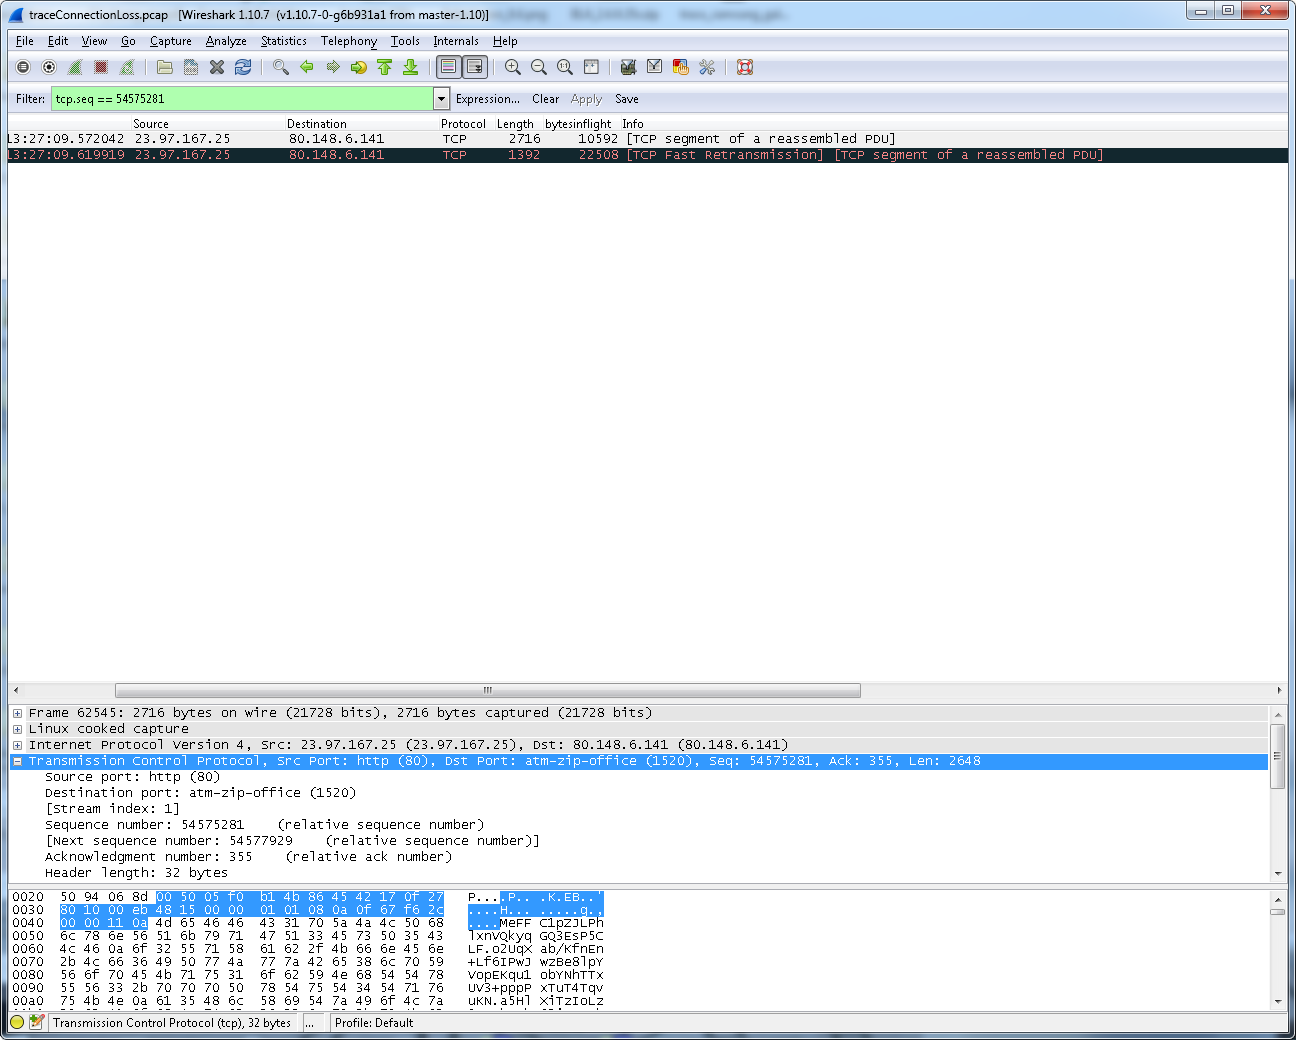 traceConnectionLoss.pcap [Wireshark 1.10.7 (v1.10.7-0-g6b931a1 from master-1.10)]
File Edit View Go Capture Analyze Statistics Telephony Tools Internals Help
Filter: tcp.seq == 54575281 Expression... Clear Apply Save
Source Destination Protocol Length bytesinflight Info
13:27:09.572042 23.97.167.25 80.148.6.141 TCP 2716 10592 [TCP segment of a reassembled PDU]
13:27:09.619919 23.97.167.25 80.148.6.141 TCP 1392 22508 [TCP Fast Retransmission] [TCP segment of a reassembled PDU]
Frame 62545: 2716 bytes on wire (21728 bits), 2716 bytes captured (21728 bits)
Linux cooked capture
Internet Protocol Version 4, Src: 23.97.167.25 (23.97.167.25), Dst: 80.148.6.141 (80.148.6.141)
Transmission Control Protocol, Src Port: http (80), Dst Port: atm-zip-office (1520), Seq: 54575281, Ack: 355, Len: 2648
Source port: http (80)
Destination port: atm-zip-office (1520)
[Stream index: 1]
Sequence number: 54575281 (relative sequence number)
[Next sequence number: 54577929 (relative sequence number)]
Acknowledgment number: 355 (relative ack number)
Header length: 32 bytes
0020 50 94 06 8d 00 50 05 f0 b1 4b 86 45 42 17 0f 27 P....P.. .K.EB..'
0030 80 10 00 eb 48 15 00 00 01 01 08 0a 0f 67 f6 2c ....H... .....g.,
0040 00 00 11 0a 4d 65 46 46 43 31 70 5a 4a 4c 50 68 ....MeFF C1pZJLPh
0050 6c 78 6e 56 51 6b 79 71 47 51 33 45 73 50 35 43 lxnVQkyq GQ3EsP5C
0060 4c 46 0a 6f 32 55 71 58 61 62 2f 4b 66 6e 45 6e LF.o2UqX ab/KfnEn
0070 2b 4c 66 36 49 50 77 4a 77 7a 42 65 38 6c 70 59 +Lf6IPwJ wzBe8lpY
0080 56 6f 70 45 4b 71 75 31 6f 62 59 4e 68 54 54 78 VopEKqu1 obYNhTTx
0090 55 56 33 2b 70 70 70 50 78 54 75 54 34 54 71 76 UV3+pppP xTuT4Tqv
00a0 75 4b 4e 0a 61 35 48 6c 58 69 54 7a 49 6f 4c 7a uKN.a5Hl XiTzIoLz
Transmission Control Protocol (tcp), 32 bytes ... Profile: Default